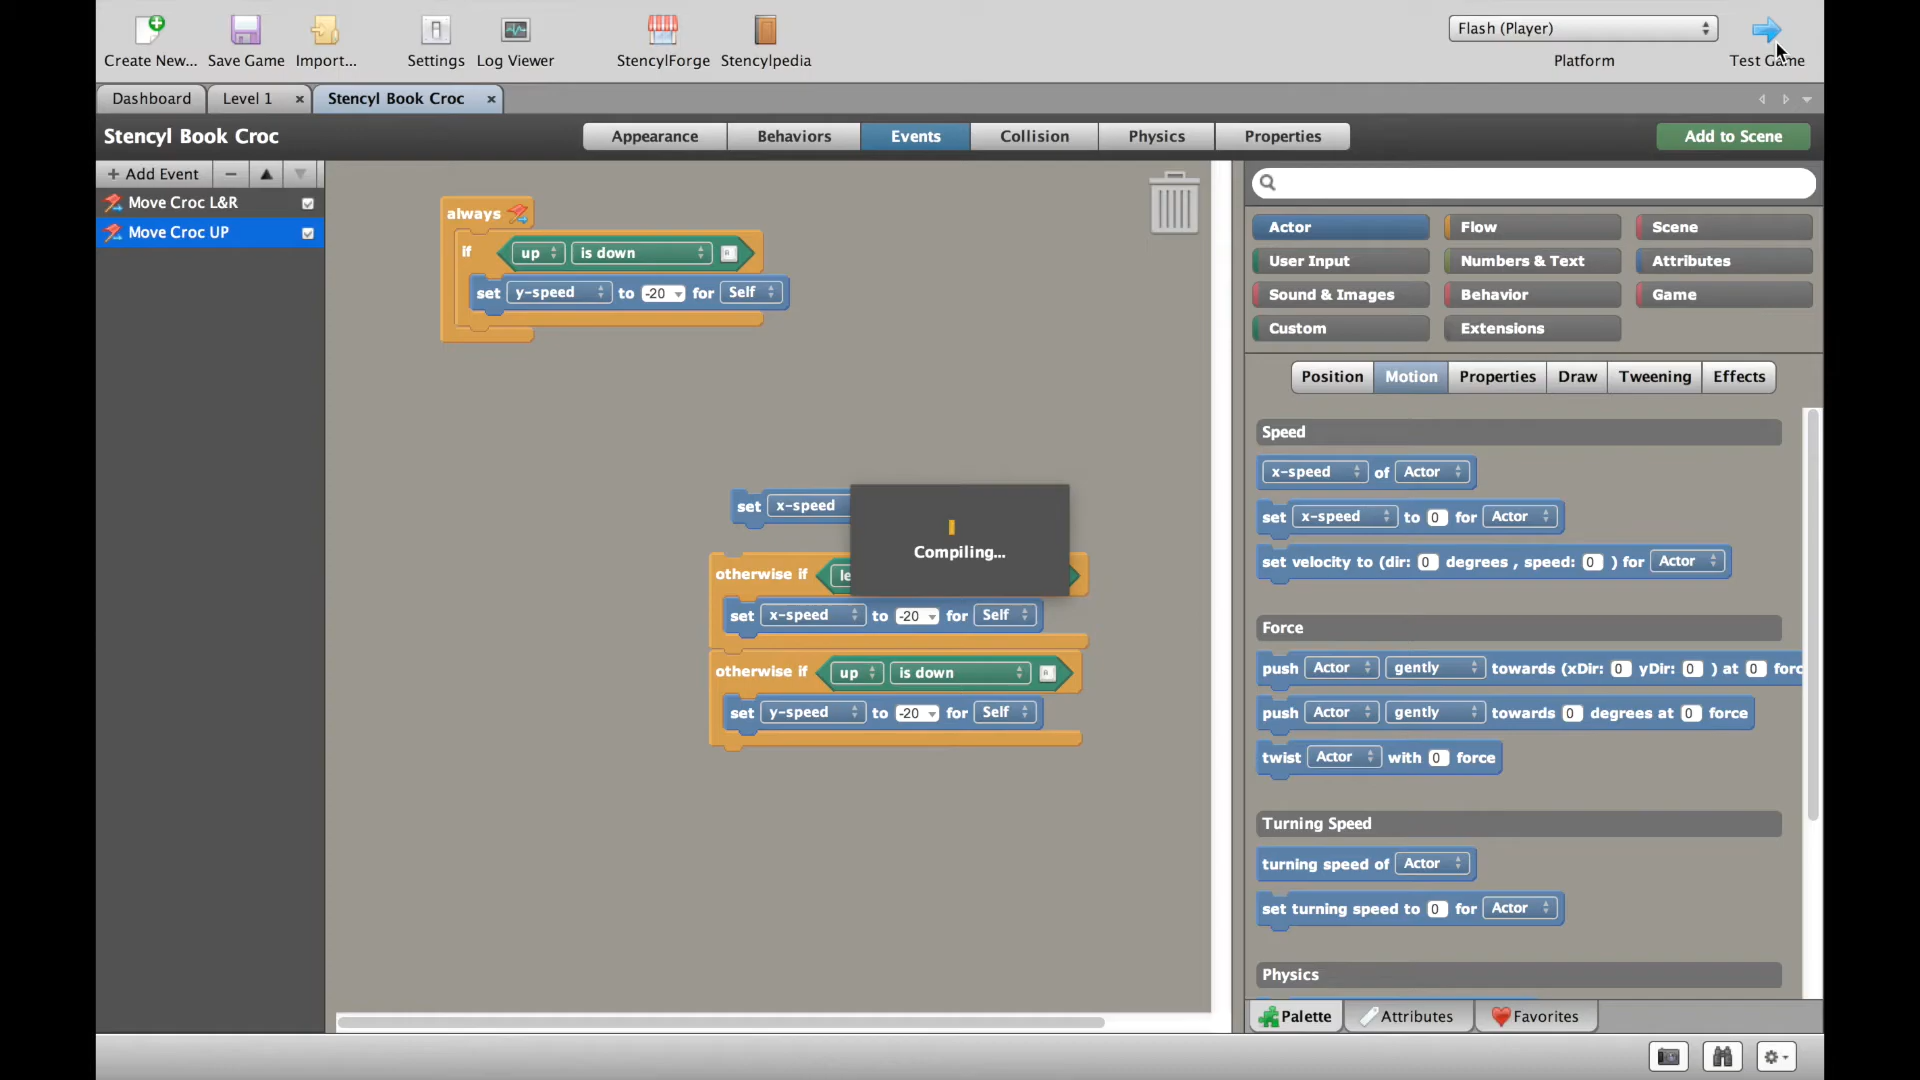 Create New... Save Game Import... Settings Log Viewer StencylForge Stencylpedia
Flash (Player)
Platform
Test Game
Dashboard Level 1 × Stencyl Book Croc ×
Stencyl Book Croc
Appearance Behaviors Events Collision Physics Properties
Add to Scene
+ Add Event −
Move Croc L&R
Move Croc UP
always
if up is down
set y-speed to -20 for Self
set x-speed
Compiling...
otherwise if
set x-speed to -20 for Self
otherwise if up is down
set y-speed to -20 for Self
Actor Flow Scene
User Input Numbers & Text Attributes
Sound & Images Behavior Game
Custom Extensions
Position Motion Properties Draw Tweening Effects
Speed
x-speed of Actor
set x-speed to 0 for Actor
set velocity to (dir: 0 degrees , speed: 0 ) for Actor
Force
push Actor gently towards (xDir: 0 yDir: 0 ) at 0 forc
push Actor gently towards 0 degrees at 0 force
twist Actor with 0 force
Turning Speed
turning speed of Actor
set turning speed to 0 for Actor
Physics
Palette Attributes Favorites